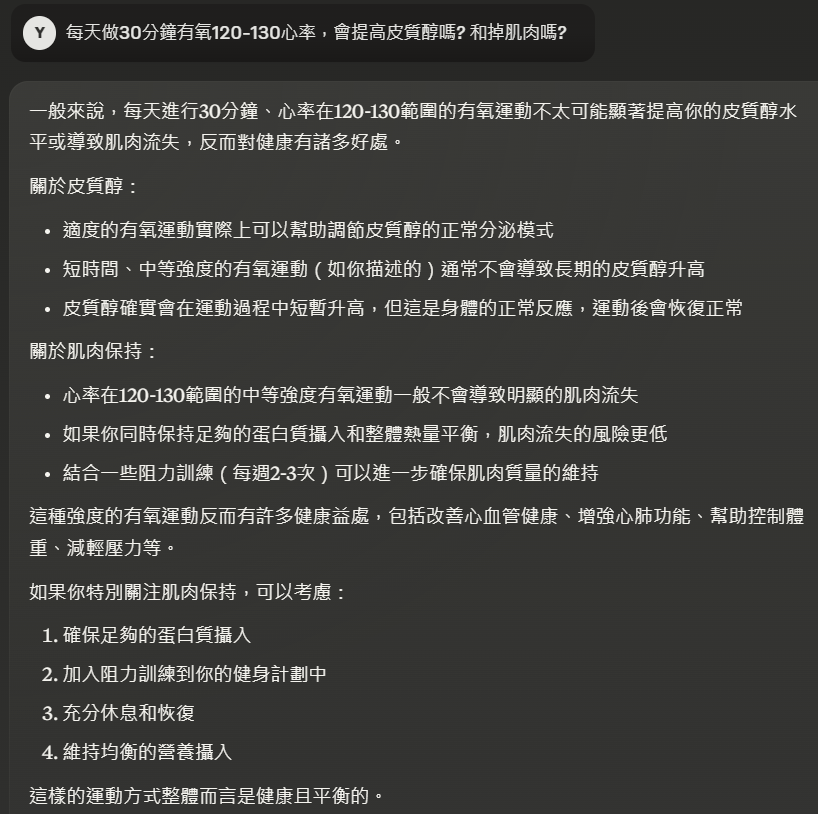 Y 每天做30分鐘有氧120-130心率，會提高皮質醇嗎? 和掉肌肉嗎?
一般來說，每天進行30分鐘、心率在120-130範圍的有氧運動不太可能顯著提高你的皮質醇水
平或導致肌肉流失，反而對健康有諸多好處。
關於皮質醇：
• 適度的有氧運動實際上可以幫助調節皮質醇的正常分泌模式
• 短時間、中等強度的有氧運動（如你描述的）通常不會導致長期的皮質醇升高
• 皮質醇確實會在運動過程中短暫升高，但這是身體的正常反應，運動後會恢復正常
關於肌肉保持：
• 心率在120-130範圍的中等強度有氧運動一般不會導致明顯的肌肉流失
• 如果你同時保持足夠的蛋白質攝入和整體熱量平衡，肌肉流失的風險更低
• 結合一些阻力訓練（每週2-3次）可以進一步確保肌肉質量的維持
這種強度的有氧運動反而有許多健康益處，包括改善心血管健康、增強心肺功能、幫助控制體
重、減輕壓力等。
如果你特別關注肌肉保持，可以考慮：
1. 確保足夠的蛋白質攝入
2. 加入阻力訓練到你的健身計劃中
3. 充分休息和恢復
4. 維持均衡的營養攝入
這樣的運動方式整體而言是健康且平衡的。